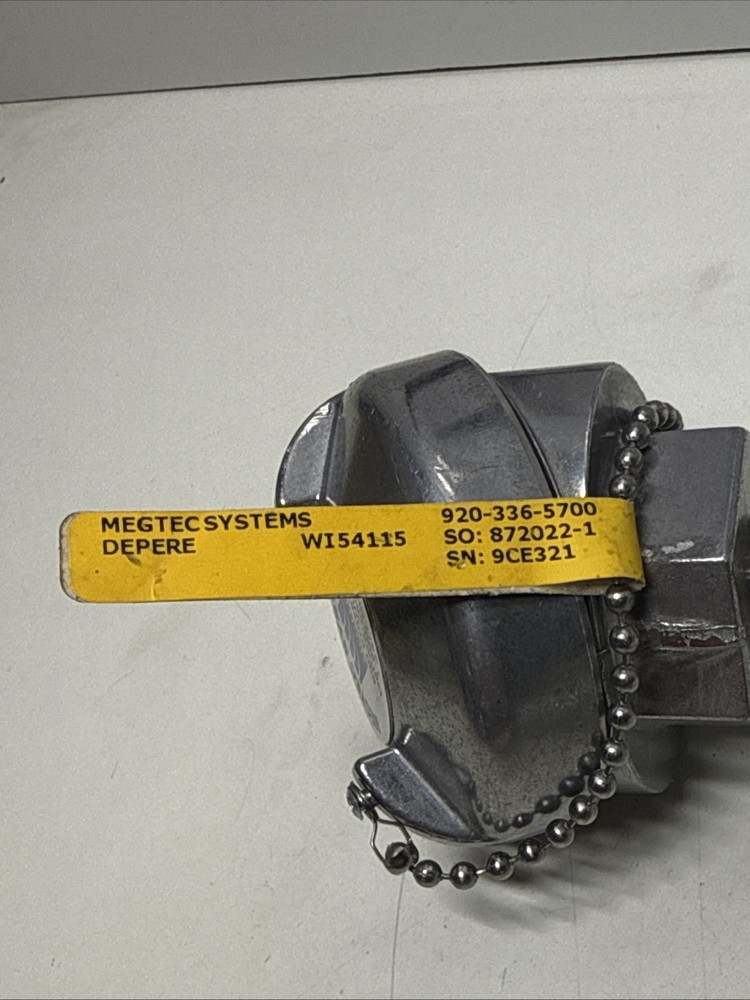 MEGTEC SYSTEMS 920-336-5700
DEPERE WI54115 SO: 872022-1
SN: 9CE321